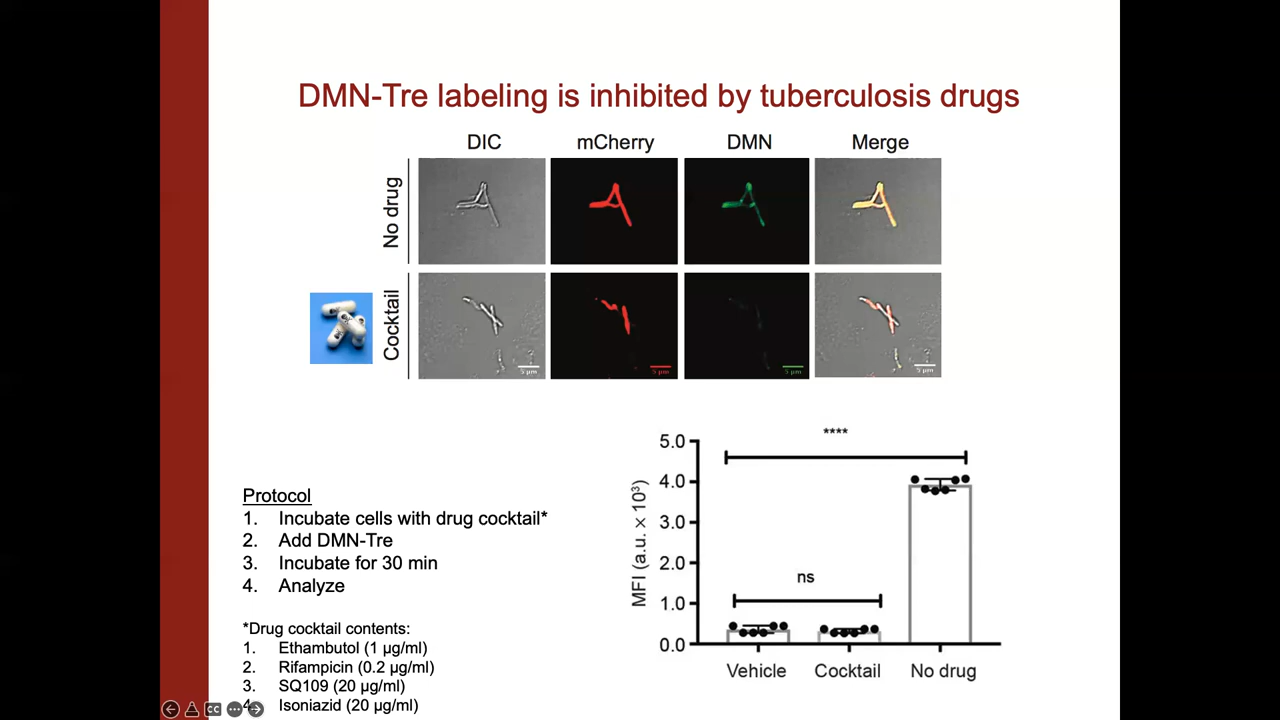 DMN-Tre labeling is inhibited by tuberculosis drugs
DIC mCherry DMN Merge
No drug
Cocktail
5 µm 5 µm 5 µm 5 µm
Protocol
1. Incubate cells with drug cocktail*
2. Add DMN-Tre
3. Incubate for 30 min
4. Analyze
*Drug cocktail contents:
1. Ethambutol (1 µg/ml)
2. Rifampicin (0.2 µg/ml)
3. SQ109 (20 µg/ml)
4. Isoniazid (20 µg/ml)
CC
MFI (a.u. × 10³)
5.0
4.0
3.0
2.0
1.0
0.0
****
ns
Vehicle Cocktail No drug